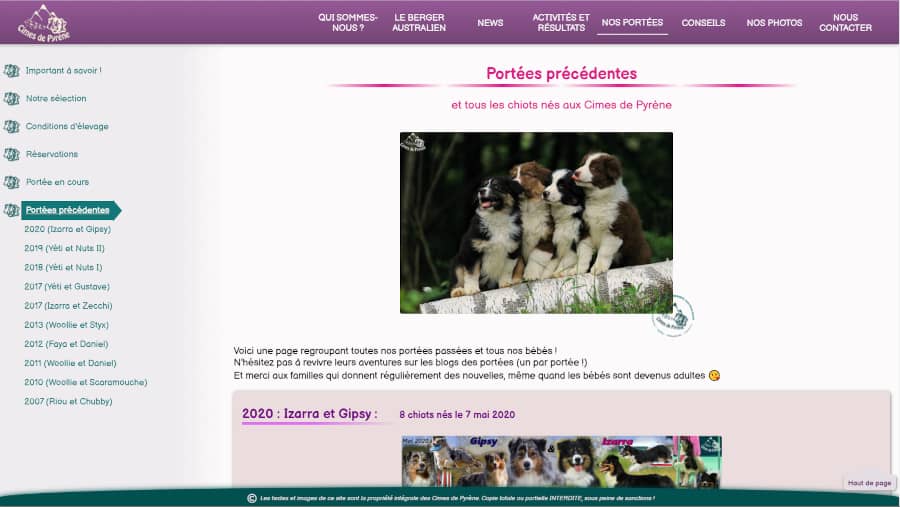 Cimes de Pyrène
QUI SOMMES-NOUS ?
LE BERGER AUSTRALIEN
NEWS
ACTIVITÉS ET RÉSULTATS
NOS PORTÉES
CONSEILS
NOS PHOTOS
NOUS CONTACTER
Important à savoir !
Notre sélection
Conditions d'élevage
Réservations
Portée en cours
Portées précédentes
2020 (Izarra et Gipsy)
2019 (Yéti et Nuts II)
2018 (Yéti et Nuts I)
2017 (Yéti et Gustave)
2017 (Izarra et Zecchi)
2013 (Woollie et Styx)
2012 (Faya et Daniel)
2011 (Woollie et Daniel)
2010 (Woollie et Scaramouche)
2007 (Riou et Chubby)
Portées précédentes
et tous les chiots nés aux Cimes de Pyrène
Cimes de Pyrène
Voici une page regroupant toutes nos portées passées et tous nos bébés !
N'hésitez pas à revivre leurs aventures sur les blogs des portées (un par portée !)
Et merci aux familles qui donnent régulièrement des nouvelles, même quand les bébés sont devenus adultes
2020 : Izarra et Gipsy :
8 chiots nés le 7 mai 2020
Mai 2020
Gipsy
&
Izarra
Haut de page
© Les textes et images de ce site sont la propriété intégrale des Cimes de Pyrène. Copie totale ou partielle INTERDITE, sous peine de sanctions !